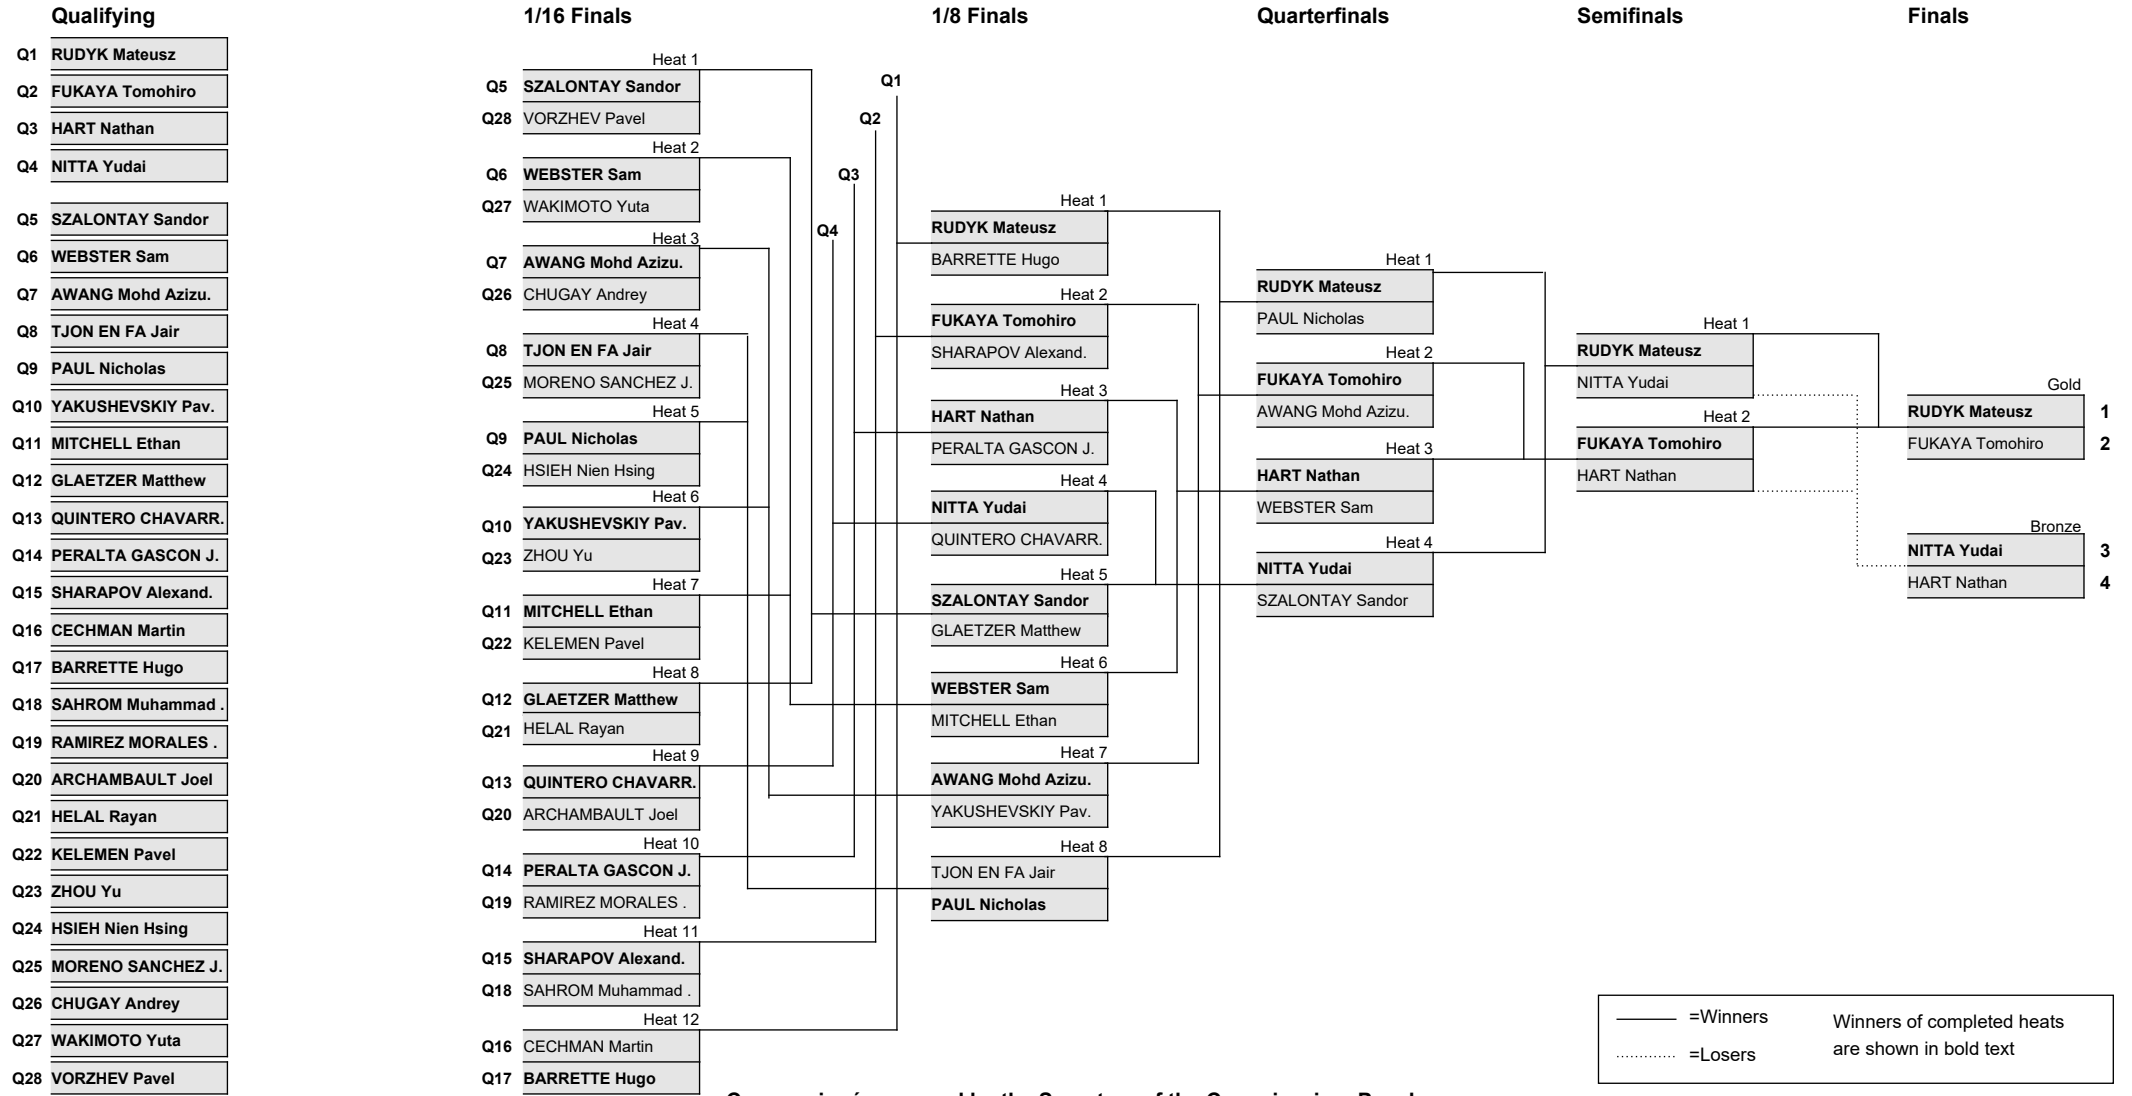 Qualifying
Q1 RUDYK Mateusz
Q2 FUKAYA Tomohiro
Q3 HART Nathan
Q4 NITTA Yudai
Q5 SZALONTAY Sandor
Q6 WEBSTER Sam
Q7 AWANG Mohd Azizu.
Q8 TJON EN FA Jair
Q9 PAUL Nicholas
Q10 YAKUSHEVSKIY Pav.
Q11 MITCHELL Ethan
Q12 GLAETZER Matthew
Q13 QUINTERO CHAVARR.
Q14 PERALTA GASCON J.
Q15 SHARAPOV Alexand.
Q16 CECHMAN Martin
Q17 BARRETTE Hugo
Q18 SAHROM Muhammad .
Q19 RAMIREZ MORALES .
Q20 ARCHAMBAULT Joel
Q21 HELAL Rayan
Q22 KELEMEN Pavel
Q23 ZHOU Yu
Q24 HSIEH Nien Hsing
Q25 MORENO SANCHEZ J.
Q26 CHUGAY Andrey
Q27 WAKIMOTO Yuta
Q28 VORZHEV Pavel
1/16 Finals
Heat 1
Q5 SZALONTAY Sandor
Q28 VORZHEV Pavel
Heat 2
Q6 WEBSTER Sam
Q27 WAKIMOTO Yuta
Heat 3
Q7 AWANG Mohd Azizu.
Q26 CHUGAY Andrey
Heat 4
Q8 TJON EN FA Jair
Q25 MORENO SANCHEZ J.
Heat 5
Q9 PAUL Nicholas
Q24 HSIEH Nien Hsing
Heat 6
Q10 YAKUSHEVSKIY Pav.
Q23 ZHOU Yu
Heat 7
Q11 MITCHELL Ethan
Q22 KELEMEN Pavel
Heat 8
Q12 GLAETZER Matthew
Q21 HELAL Rayan
Heat 9
Q13 QUINTERO CHAVARR.
Q20 ARCHAMBAULT Joel
Heat 10
Q14 PERALTA GASCON J.
Q19 RAMIREZ MORALES .
Heat 11
Q15 SHARAPOV Alexand.
Q18 SAHROM Muhammad .
Heat 12
Q16 CECHMAN Martin
Q17 BARRETTE Hugo
1/8 Finals
Q1
Q2
Q3
Q4
Heat 1
RUDYK Mateusz
BARRETTE Hugo
Heat 2
FUKAYA Tomohiro
SHARAPOV Alexand.
Heat 3
HART Nathan
PERALTA GASCON J.
Heat 4
NITTA Yudai
QUINTERO CHAVARR.
Heat 5
SZALONTAY Sandor
GLAETZER Matthew
Heat 6
WEBSTER Sam
MITCHELL Ethan
Heat 7
AWANG Mohd Azizu.
YAKUSHEVSKIY Pav.
Heat 8
TJON EN FA Jair
PAUL Nicholas
Quarterfinals
Heat 1
RUDYK Mateusz
PAUL Nicholas
Heat 2
FUKAYA Tomohiro
AWANG Mohd Azizu.
Heat 3
HART Nathan
WEBSTER Sam
Heat 4
NITTA Yudai
SZALONTAY Sandor
Semifinals
Heat 1
RUDYK Mateusz
NITTA Yudai
Heat 2
FUKAYA Tomohiro
HART Nathan
Finals
Gold
RUDYK Mateusz 1
FUKAYA Tomohiro 2
Bronze
NITTA Yudai 3
HART Nathan 4
=Winners
=Losers
Winners of completed heats
are shown in bold text